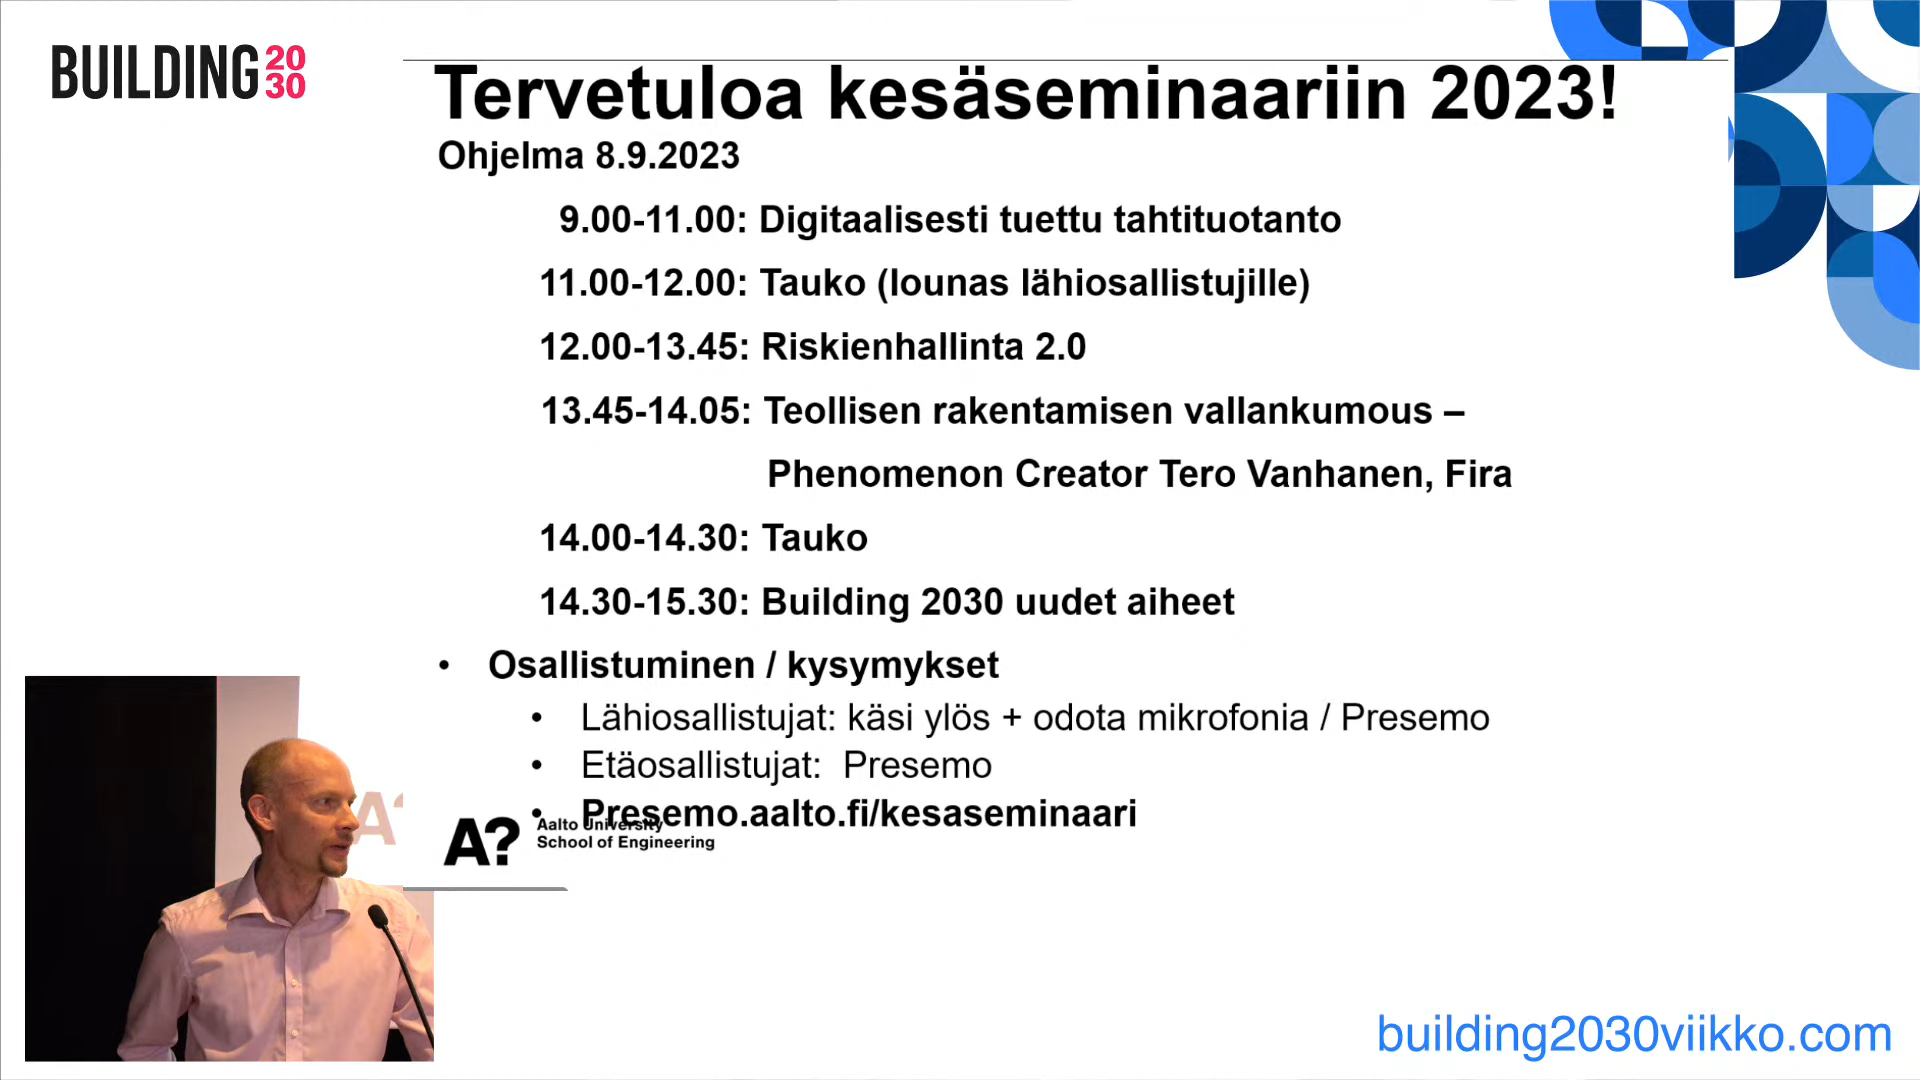 BUILDING 2030
Tervetuloa kesäseminaariin 2023!
Ohjelma 8.9.2023
9.00-11.00: Digitaalisesti tuettu tahtituotanto
11.00-12.00: Tauko (lounas lähiosallistujille)
12.00-13.45: Riskienhallinta 2.0
13.45-14.05: Teollisen rakentamisen vallankumous –
Phenomenon Creator Tero Vanhanen, Fira
14.00-14.30: Tauko
14.30-15.30: Building 2030 uudet aiheet
• Osallistuminen / kysymykset
• Lähiosallistujat: käsi ylös + odota mikrofonia / Presemo
• Etäosallistujat: Presemo
• Presemo.aalto.fi/kesaseminaari
A?
Aalto University
School of Engineering
A?
building2030viikko.com